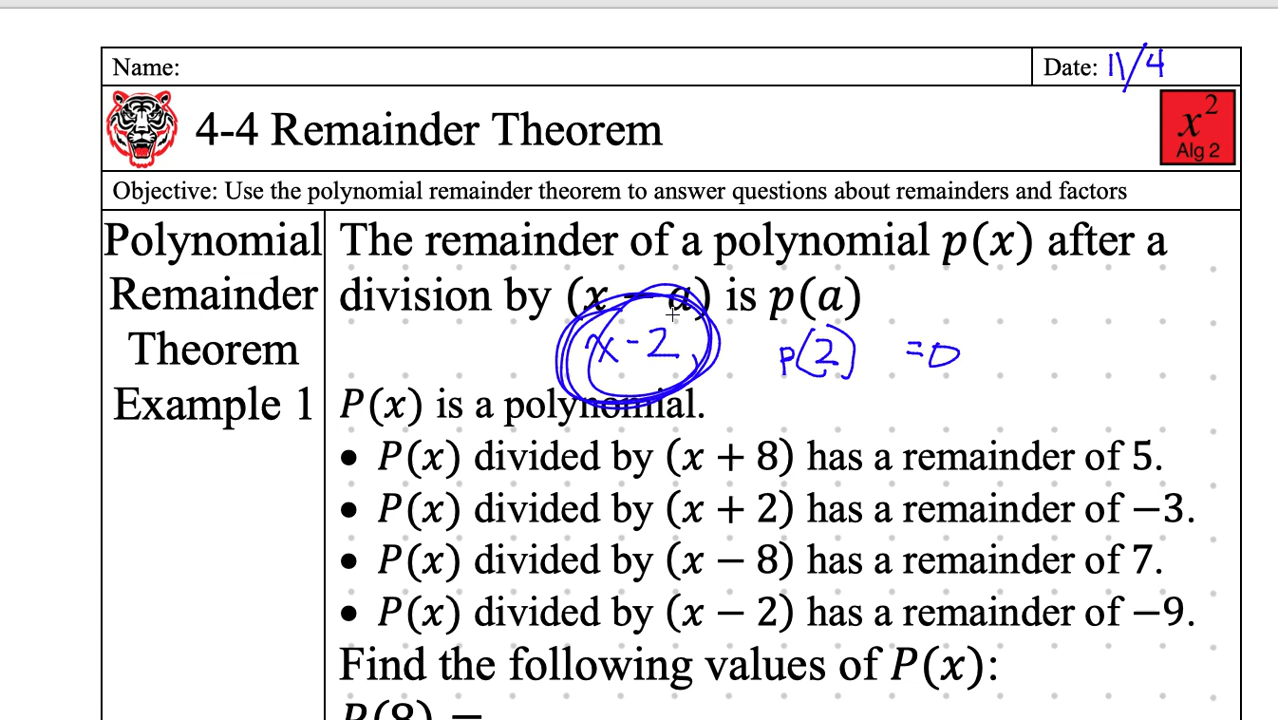 Name:
Date: 11/4
4-4 Remainder Theorem
x2
Alg 2
Objective: Use the polynomial remainder theorem to answer questions about remainders and factors
Polynomial Remainder Theorem
The remainder of a polynomial p(x) after a
division by (x − a) is p(a)
x-2
p(2) =0
Example 1
P(x) is a polynomial.
• P(x) divided by (x + 8) has a remainder of 5.
• P(x) divided by (x + 2) has a remainder of −3.
• P(x) divided by (x − 8) has a remainder of 7.
• P(x) divided by (x − 2) has a remainder of −9.
Find the following values of P(x):
P(8) =